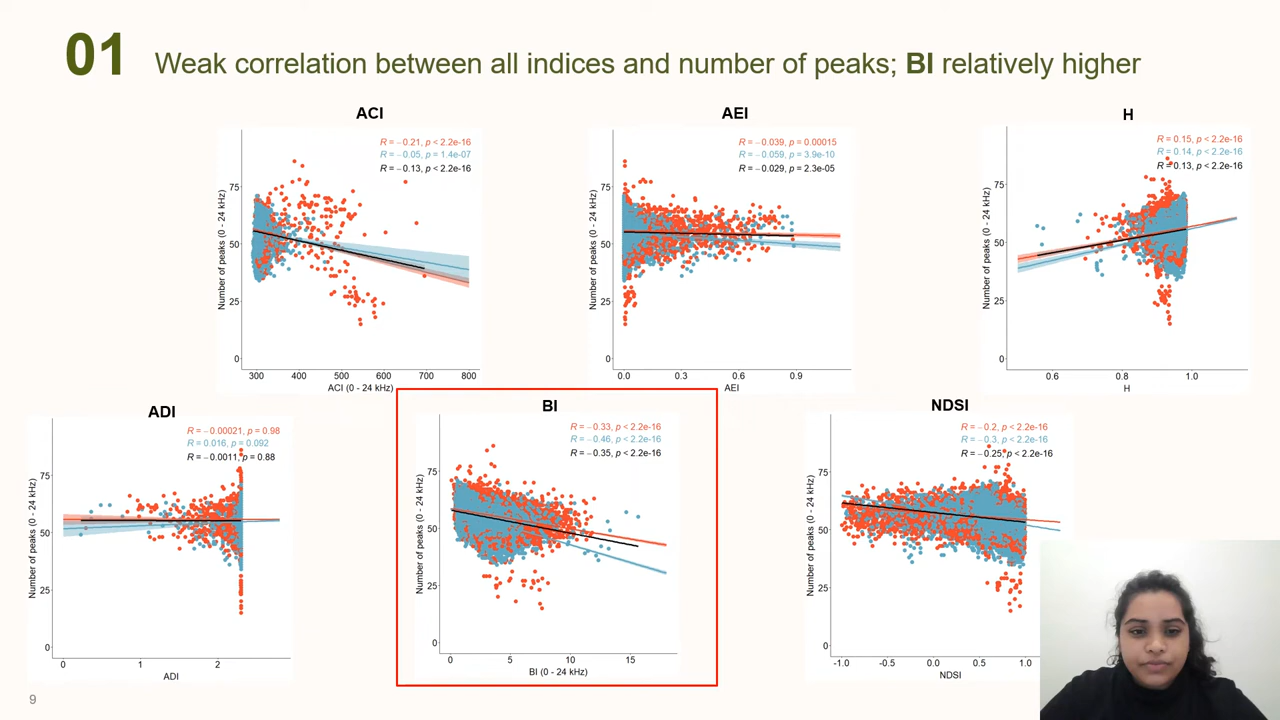 01
Weak correlation between all indices and number of peaks; BI relatively higher
ACI
R = −0.21, p < 2.2e-16
R = −0.05, p = 1.4e-07
R = −0.13, p < 2.2e-16
Number of peaks (0 - 24 kHz)
75
50
25
0
300 400 500 600 700 800
ACI (0 - 24 kHz)
AEI
R = −0.039, p = 0.00015
R = −0.059, p = 3.9e-10
R = −0.029, p = 2.3e-05
Number of peaks (0 - 24 kHz)
75
50
25
0
0.0 0.3 0.6 0.9
AEI
H
R = 0.15, p < 2.2e-16
R = 0.14, p < 2.2e-16
R = 0.13, p < 2.2e-16
Number of peaks (0 - 24 kHz)
75
50
25
0
0.6 0.8 1.0
H
ADI
R = −0.00021, p = 0.98
R = 0.016, p = 0.092
R = −0.0011, p = 0.88
Number of peaks (0 - 24 kHz)
75
50
25
0
0 1 2
ADI
BI
R = −0.33, p < 2.2e-16
R = −0.46, p < 2.2e-16
R = −0.35, p < 2.2e-16
Number of peaks (0 - 24 kHz)
75
50
25
0
0 5 10 15
BI (0 - 24 kHz)
NDSI
R = −0.2, p < 2.2e-16
R = −0.3, p < 2.2e-16
R = −0.25, p < 2.2e-16
Number of peaks (0 - 24 kHz)
75
50
25
0
-1.0 -0.5 0.0 0.5 1.0
NDSI
9